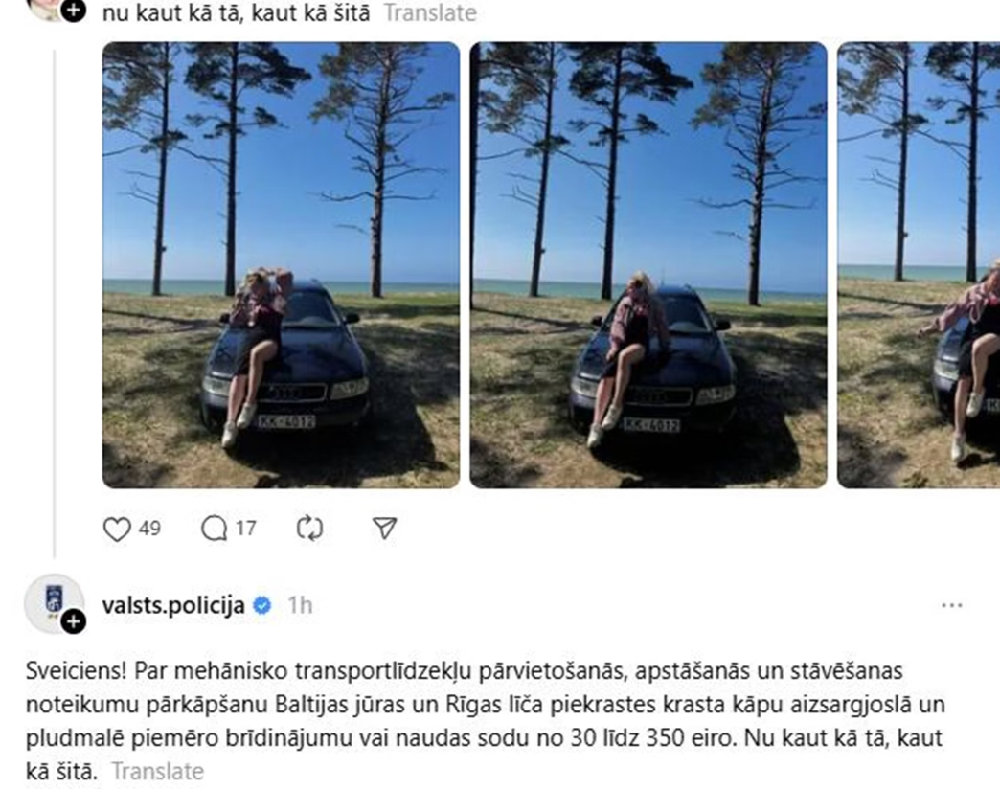 nu kaut kā tā, kaut kā šitā Translate
KK-4012
KK-4012
K
49 17
valsts.policija 1h
Sveiciens! Par mehānisko transportlīdzekļu pārvietošanās, apstāšanās un stāvēšanas
noteikumu pārkāpšanu Baltijas jūras un Rīgas līča piekrastes krasta kāpu aizsargjoslā un
pludmalē piemēro brīdinājumu vai naudas sodu no 30 līdz 350 eiro. Nu kaut kā tā, kaut
kā šitā. Translate